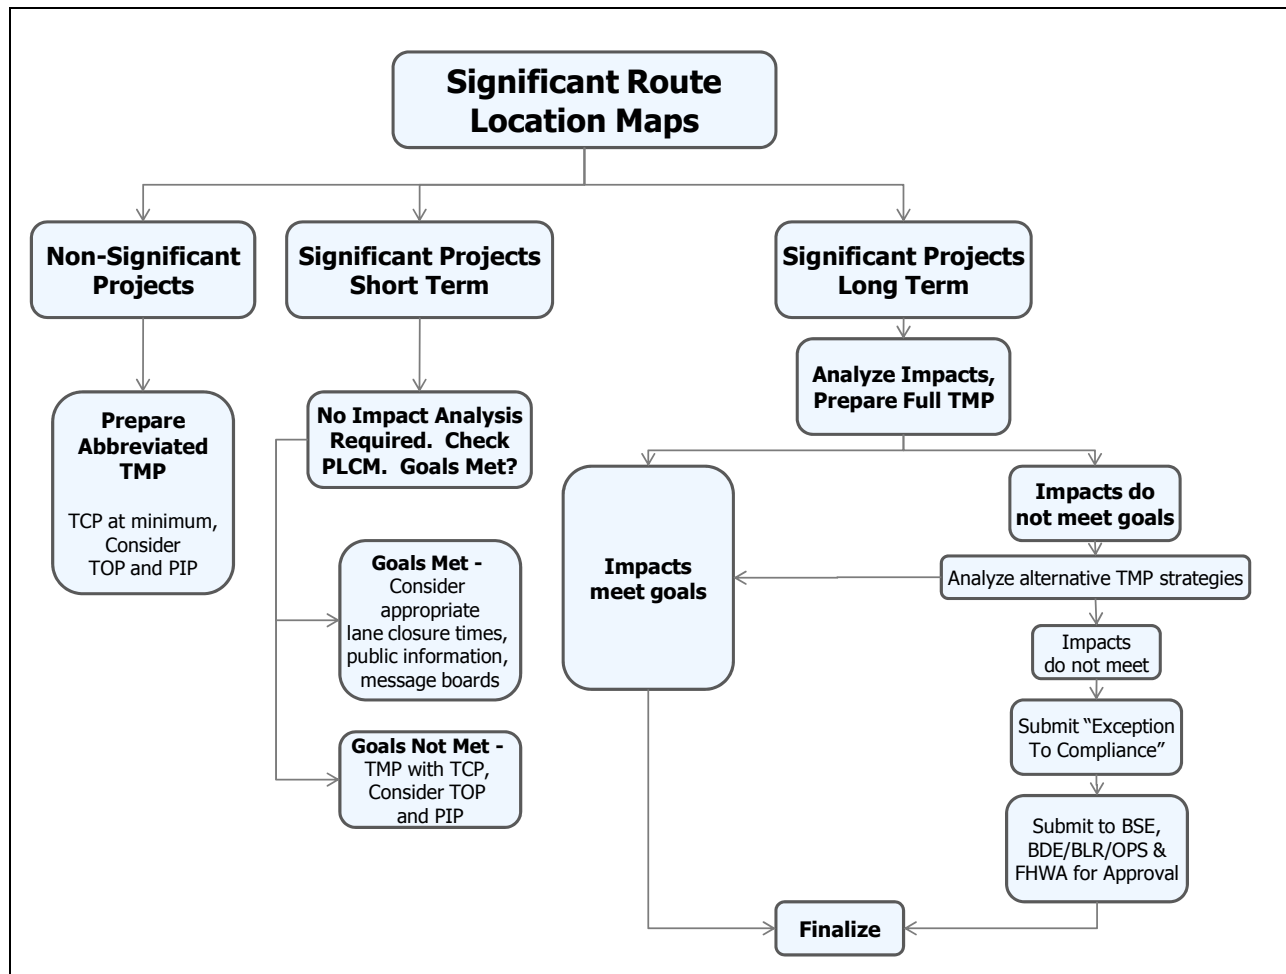 Significant Route
Location Maps
Non-Significant
Projects
Significant Projects
Short Term
Significant Projects
Long Term
Prepare
Abbreviated
TMP
TCP at minimum,
Consider
TOP and PIP
No Impact Analysis
Required.  Check
PLCM.  Goals Met?
Goals Met -
Consider
appropriate
lane closure times,
public information,
message boards
Goals Not Met -
TMP with TCP,
Consider TOP
and PIP
Analyze Impacts,
Prepare Full TMP
Impacts
meet goals
Impacts do
not meet goals
Analyze alternative TMP strategies
Impacts
do not meet
Submit “Exception
To Compliance”
Submit to BSE,
BDE/BLR/OPS &
FHWA for Approval
Finalize